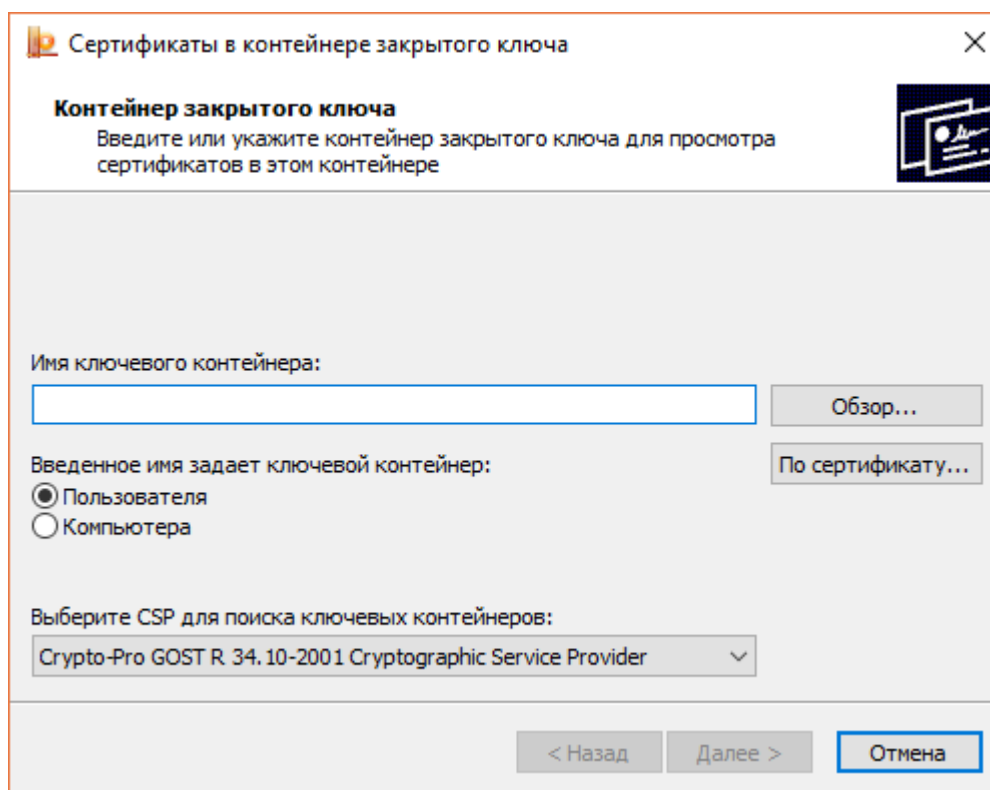 Сертификаты в контейнере закрытого ключа
Контейнер закрытого ключа
Введите или укажите контейнер закрытого ключа для просмотра
сертификатов в этом контейнере
Имя ключевого контейнера:
Обзор...
Введенное имя задает ключевой контейнер:
По сертификату...
Пользователя
Компьютера
Выберите CSP для поиска ключевых контейнеров:
Crypto-Pro GOST R 34.10-2001 Cryptographic Service Provider
< Назад
Далее >
Отмена